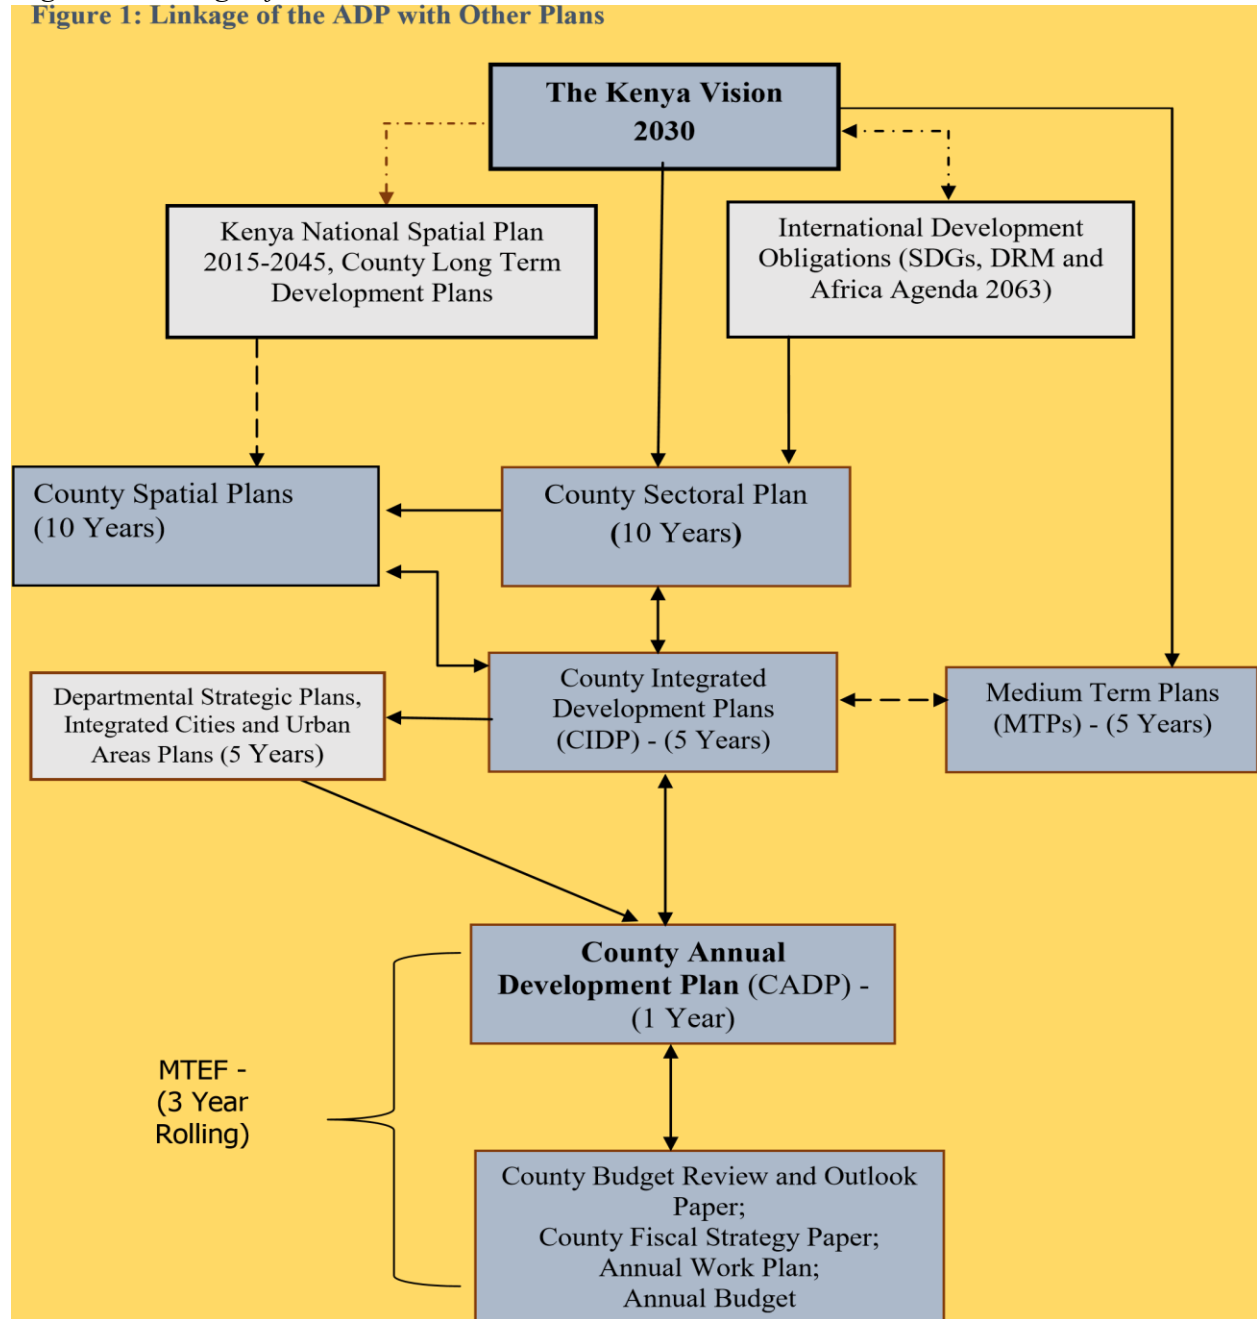 Figure 1: Linkage of the ADP with Other Plans
The Kenya Vision
2030
Kenya National Spatial Plan
2015-2045, County Long Term
Development Plans
International Development
Obligations (SDGs, DRM and
Africa Agenda 2063)
County Spatial Plans
(10 Years)
County Sectoral Plan
(10 Years)
Departmental Strategic Plans,
Integrated Cities and Urban
Areas Plans (5 Years)
County Integrated
Development Plans
(CIDP) - (5 Years)
Medium Term Plans
(MTPs) - (5 Years)
County Annual
Development Plan (CADP) -
(1 Year)
MTEF -
(3 Year
Rolling)
County Budget Review and Outlook
Paper;
County Fiscal Strategy Paper;
Annual Work Plan;
Annual Budget